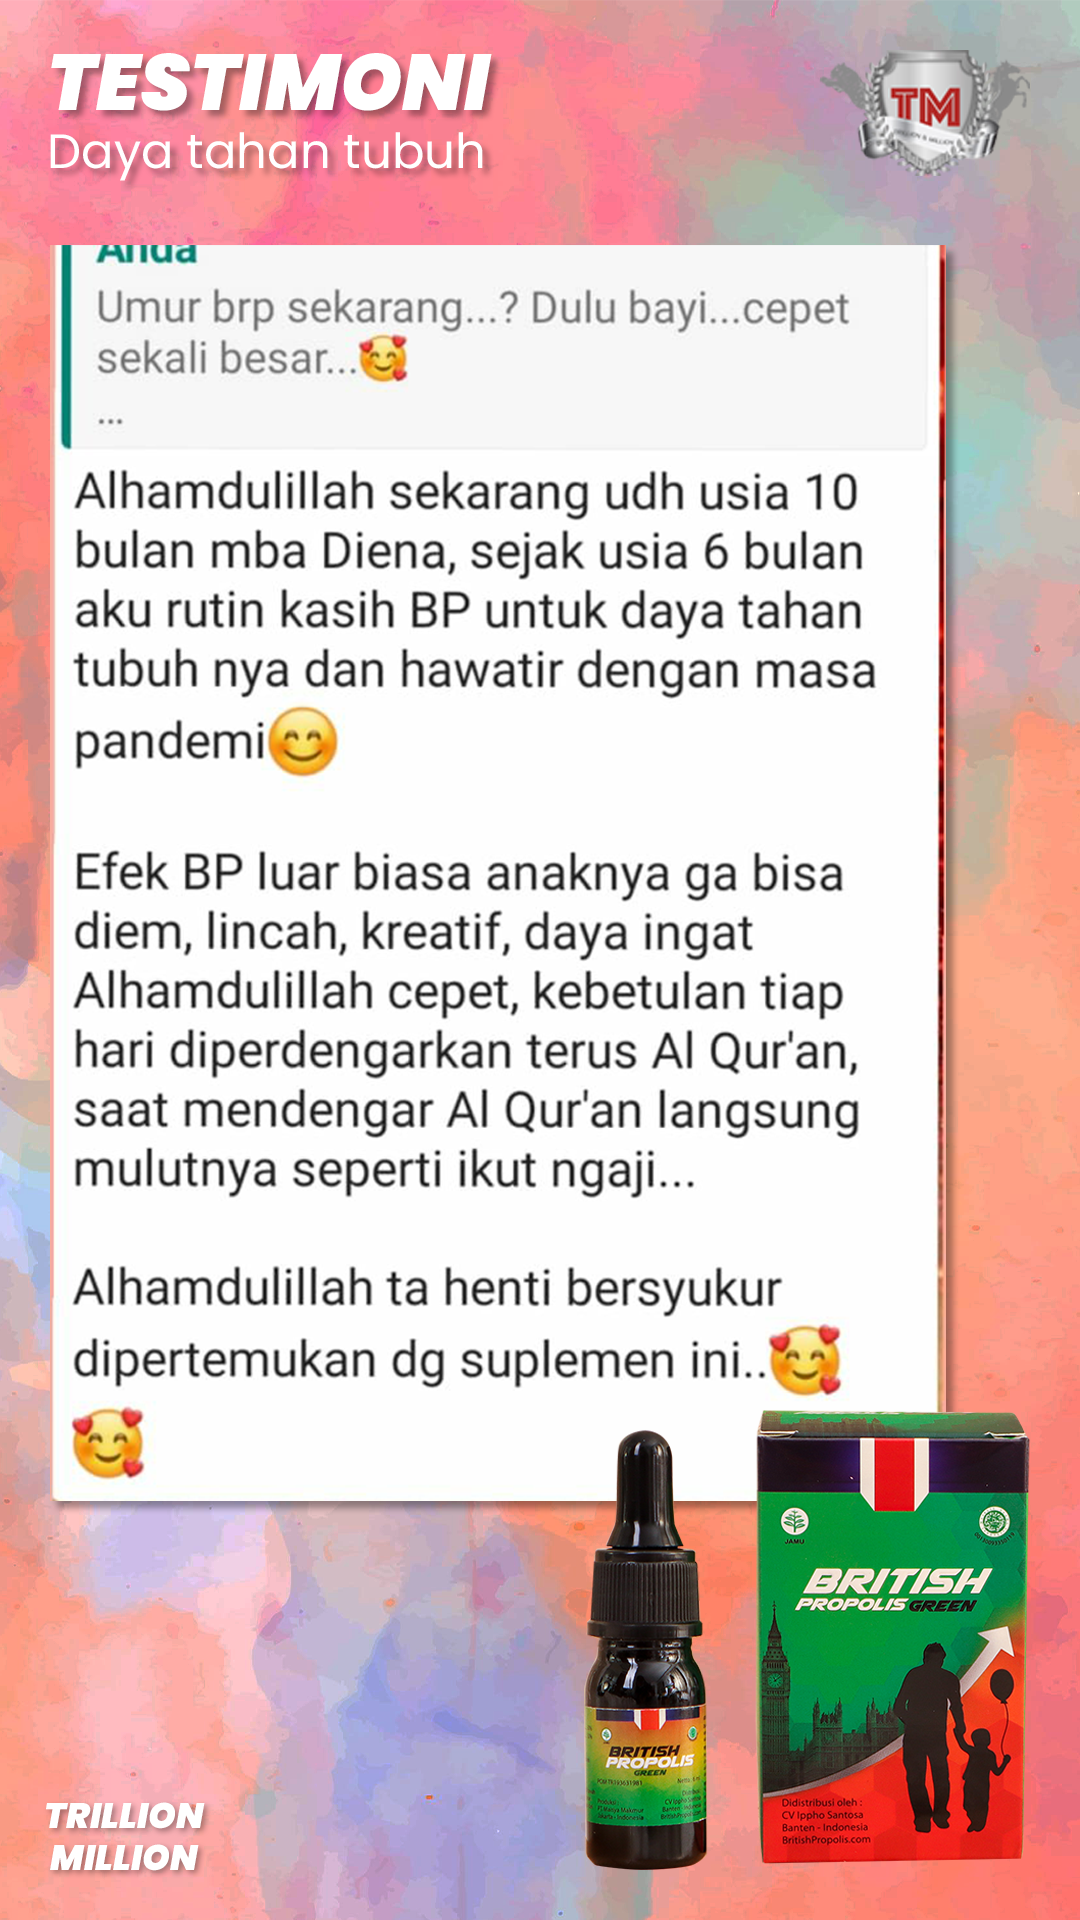 TESTIMONI
Daya tahan tubuh
TM
Anda
Umur brp sekarang...? Dulu bayi...cepet
sekali besar...🥰
...
Alhamdulillah sekarang udh usia 10
bulan mba Diena, sejak usia 6 bulan
aku rutin kasih BP untuk daya tahan
tubuh nya dan hawatir dengan masa
pandemi😊
Efek BP luar biasa anaknya ga bisa
diem, lincah, kreatif, daya ingat
Alhamdulillah cepet, kebetulan tiap
hari diperdengarkan terus Al Qur'an,
saat mendengar Al Qur'an langsung
mulutnya seperti ikut ngaji...
Alhamdulillah ta henti bersyukur
dipertemukan dg suplemen ini..🥰
🥰
JAMU
BRITISH
PROPOLIS GREEN
Didistribusi oleh :
CV Ippho Santosa
Banten - Indonesia
BritishPropolis.com
BRITISH
PROPOLIS
GREEN
TRILLION
MILLION